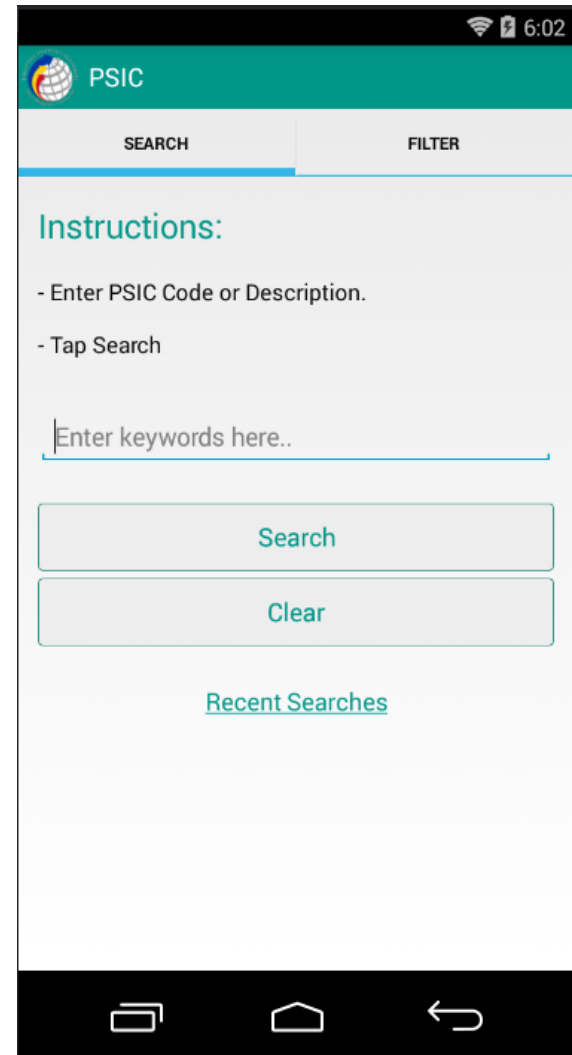 6:02
PSIC
SEARCH
FILTER
Instructions:
- Enter PSIC Code or Description.
- Tap Search
Enter keywords here..
Search
Clear
Recent Searches